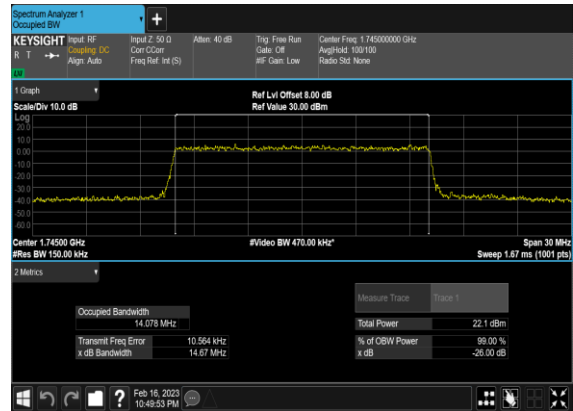 Spectrum Analyzer 1
Occupied BW
+
KEYSIGHT Input: RF Input Z: 50 Ω Atten: 40 dB Trig: Free Run Center Freq: 1.745000000 GHz
R T Coupling: DC Corr CCorr Gate: Off Avg|Hold: 100/100
Align: Auto Freq Ref: Int (S) #IF Gain: Low Radio Std: None
LU
1 Graph Ref Lvl Offset 8.00 dB
Scale/Div 10.0 dB Ref Value 30.00 dBm
Log
20.0
10.0
0.00
-10.0
-20.0
-30.0
-40.0
-50.0
-60.0
Center 1.74500 GHz #Video BW 470.00 kHz* Span 30 MHz
#Res BW 150.00 kHz Sweep 1.67 ms (1001 pts)
2 Metrics
Measure Trace Trace 1
Occupied Bandwidth
14.078 MHz Total Power 22.1 dBm
Transmit Freq Error 10.564 kHz % of OBW Power 99.00 %
x dB Bandwidth 14.67 MHz x dB -26.00 dB
? Feb 16, 2023
10:49:53 PM